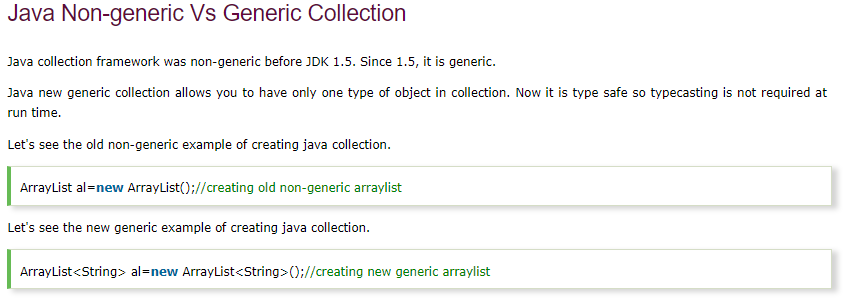 Java Non-generic Vs Generic Collection
Java collection framework was non-generic before JDK 1.5. Since 1.5, it is generic.
Java new generic collection allows you to have only one type of object in collection. Now it is type safe so typecasting is not required at
run time.
Let's see the old non-generic example of creating java collection.
ArrayList al=new ArrayList();//creating old non-generic arraylist
Let's see the new generic example of creating java collection.
ArrayList<String> al=new ArrayList<String>();//creating new generic arraylist